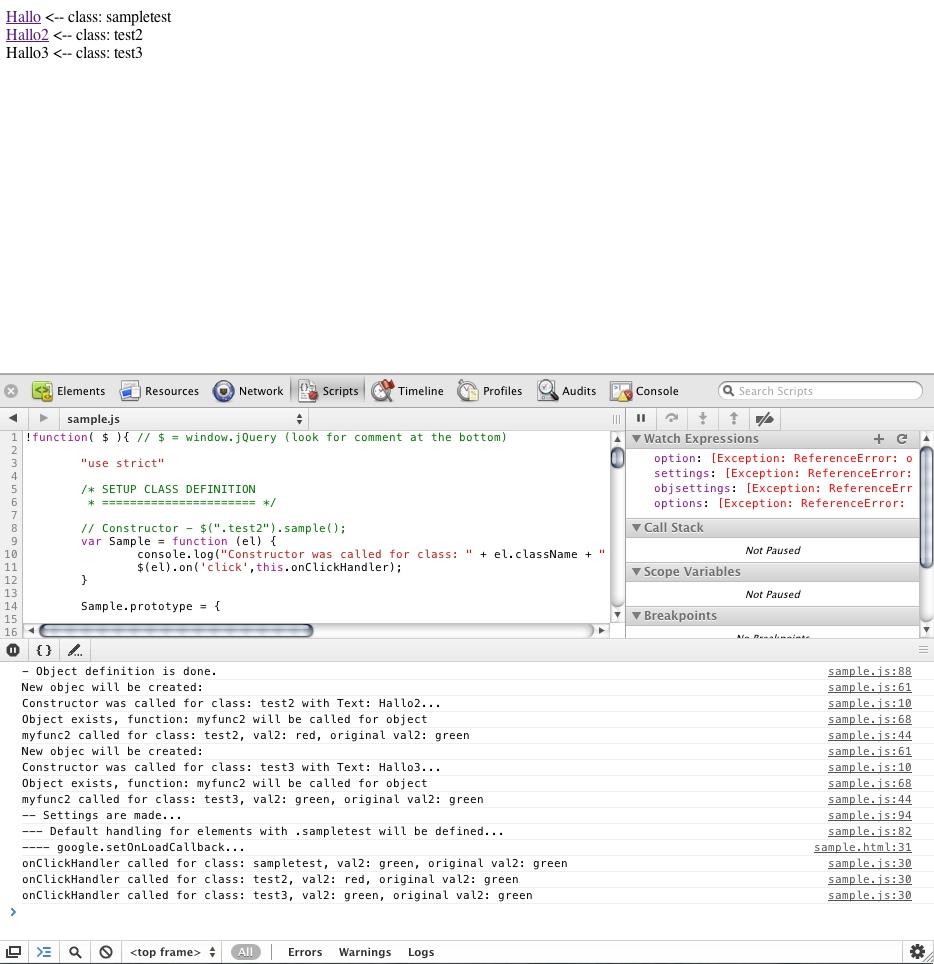 Hallo <-- class: sampletest
Hallo2 <-- class: test2
Hallo3 <-- class: test3
Elements Resources Network Scripts Timeline Profiles Audits Console Search Scripts
sample.js
1 !function( $ ){ // $ = window.jQuery (look for comment at the bottom)
2
3 "use strict"
4
5 /* SETUP CLASS DEFINITION
6 * ====================== */
7
8 // Constructor - $(".test2").sample();
9 var Sample = function (el) {
10 console.log("Constructor was called for class: " + el.className + "
11 $(el).on('click',this.onClickHandler);
12 }
13
14 Sample.prototype = {
15
16
Watch Expressions
option: [Exception: ReferenceError: o
settings: [Exception: ReferenceError:
objsettings: [Exception: ReferenceErr
options: [Exception: ReferenceError:
Call Stack
Not Paused
Scope Variables
Not Paused
Breakpoints
No Breakpoints
{}
- Object definition is done. sample.js:88
New objec will be created: sample.js:61
Constructor was called for class: test2 with Text: Hallo2... sample.js:10
Object exists, function: myfunc2 will be called for object sample.js:68
myfunc2 called for class: test2, val2: red, original val2: green sample.js:44
New objec will be created: sample.js:61
Constructor was called for class: test3 with Text: Hallo3... sample.js:10
Object exists, function: myfunc2 will be called for object sample.js:68
myfunc2 called for class: test3, val2: green, original val2: green sample.js:44
-- Settings are made... sample.js:94
--- Default handling for elements with .sampletest will be defined... sample.js:82
---- google.setOnLoadCallback... sample.html:31
onClickHandler called for class: sampletest, val2: green, original val2: green sample.js:30
onClickHandler called for class: test2, val2: red, original val2: green sample.js:30
onClickHandler called for class: test3, val2: green, original val2: green sample.js:30
>
<top frame> All Errors Warnings Logs